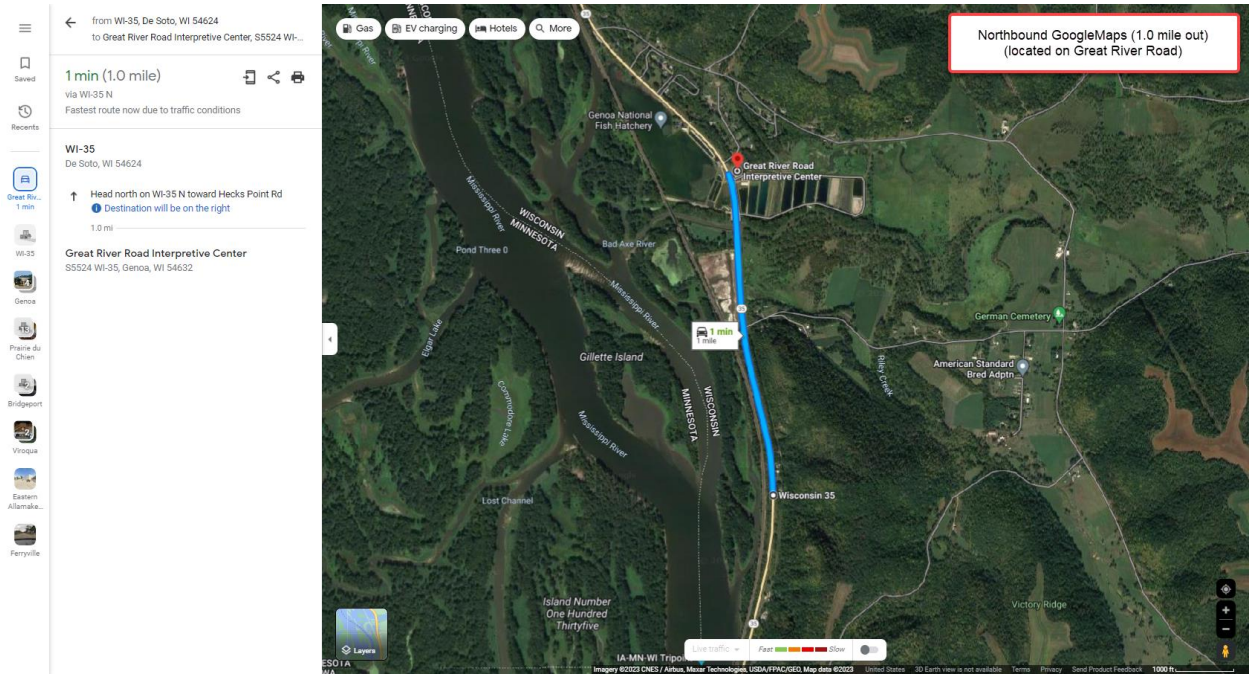 Saved
Recents
Great Riv...
1 min
WI-35
Genoa
Prairie du
Chien
Bridgeport
Viroqua
Eastern
Allamake...
Ferryville
from WI-35, De Soto, WI 54624
to Great River Road Interpretive Center, S5524 WI-...
1 min (1.0 mile)
via WI-35 N
Fastest route now due to traffic conditions
WI-35
De Soto, WI 54624
Head north on WI-35 N toward Hecks Point Rd
Destination will be on the right
1.0 mi
Great River Road Interpretive Center
S5524 WI-35, Genoa, WI 54632
Gas
EV charging
Hotels
More
Northbound GoogleMaps (1.0 mile out)
(located on Great River Road)
35
Genoa National
Fish Hatchery
Great River Road
Interpretive Center
Mississippi River
WISCONSIN
MINNESOTA
Bad Axe River
Pond Three 0
Mississippi River
35
German Cemetery
1 min
1 mile
Elgar Lake
Gillette Island
Riley Creek
American Standard
Bred Adptn
WISCONSIN
MINNESOTA
Commodore Lake
Mississippi River
Lost Channel
Wisconsin 35
Island Number
One Hundred
Thirtyfive
Victory Ridge
35
Layers
Live traffic
Fast
Slow
IA-MN-WI Tripoi
Imagery ©2023 CNES / Airbus, Maxar Technologies, USDA/FPAC/GEO, Map data ©2023
United States
3D Earth view is not available
Terms
Privacy
Send Product Feedback
1000 ft